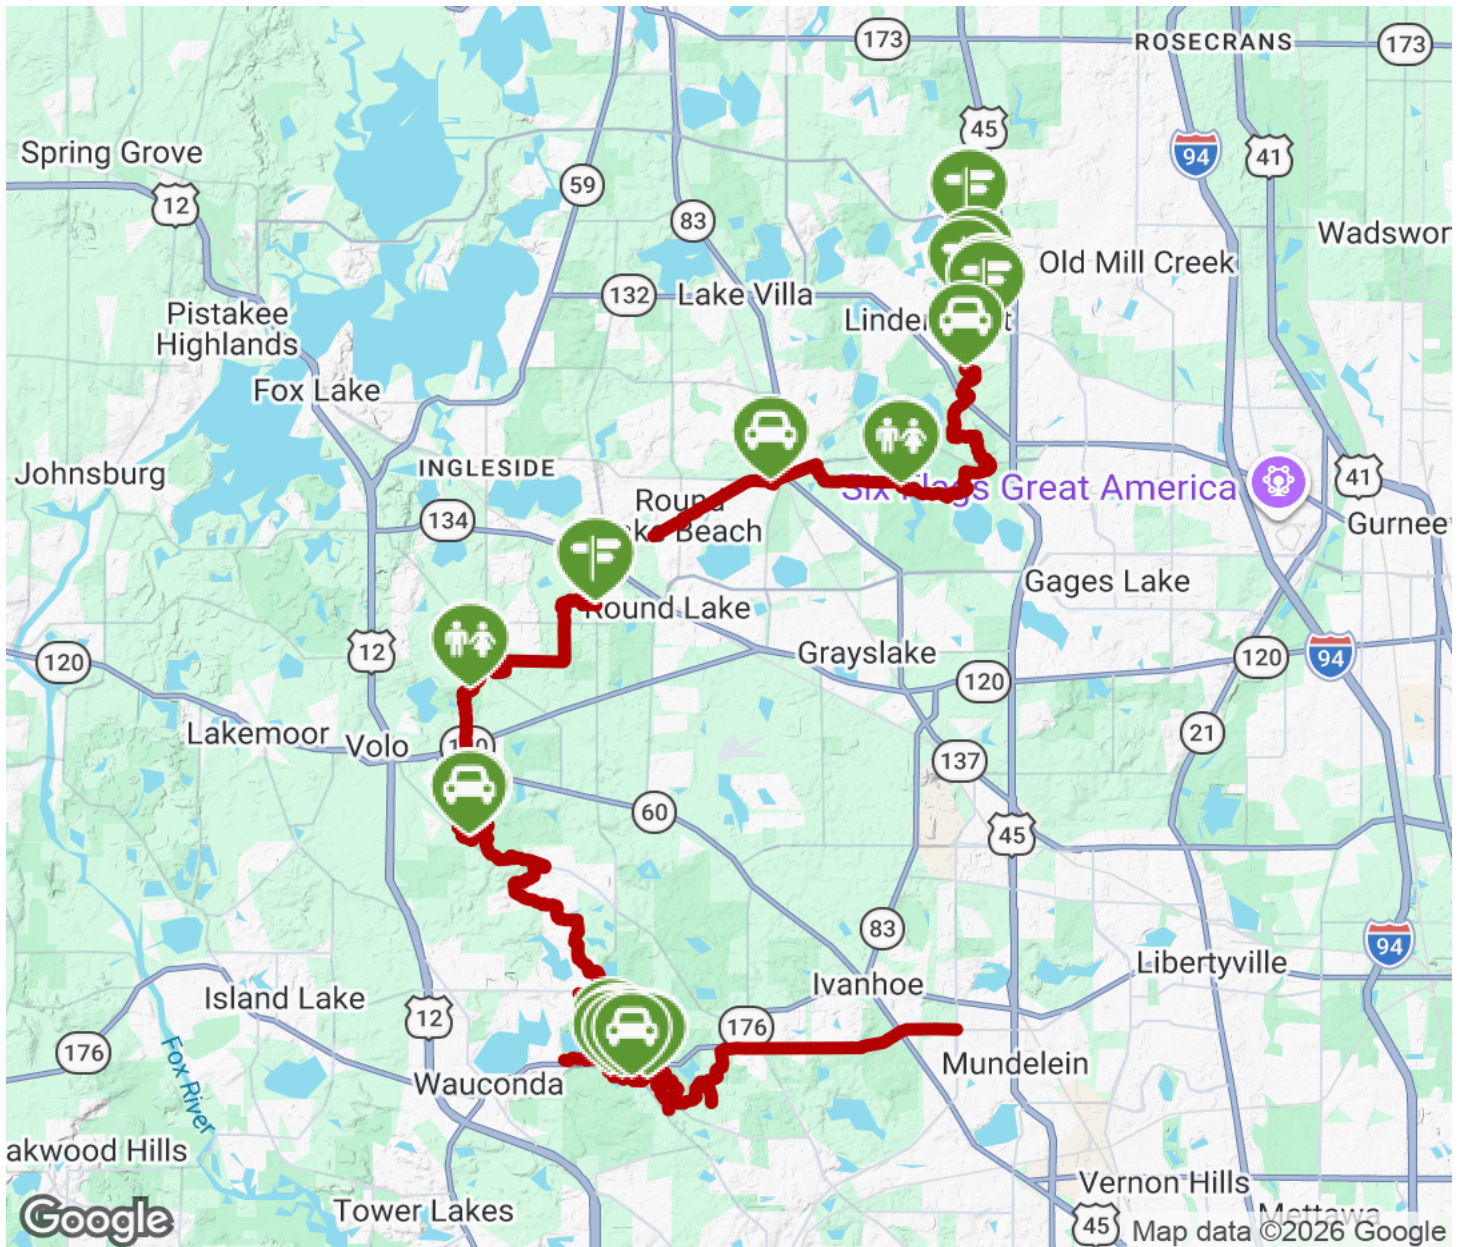 173
ROSECRANS
173
45
94
41
Spring Grove
59
12
83
Wadswor
Old Mill Creek
132
Lake Villa
Pistakee
Highlands
Fox Lake
INGLESIDE
Johnsburg
Six Flags Great America
41
134
Beach
Gurnee
Gages Lake
Round Lake
12
120
Grayslake
120
120
94
Lakemoor
Volo
21
137
60
45
83
94
Libertyville
Ivanhoe
Island Lake
12
176
176
Mundelein
Fox River
Wauconda
akwood Hills
Vernon Hills
Tower Lakes
Mettawa
45
Google
Map data ©2026 Google